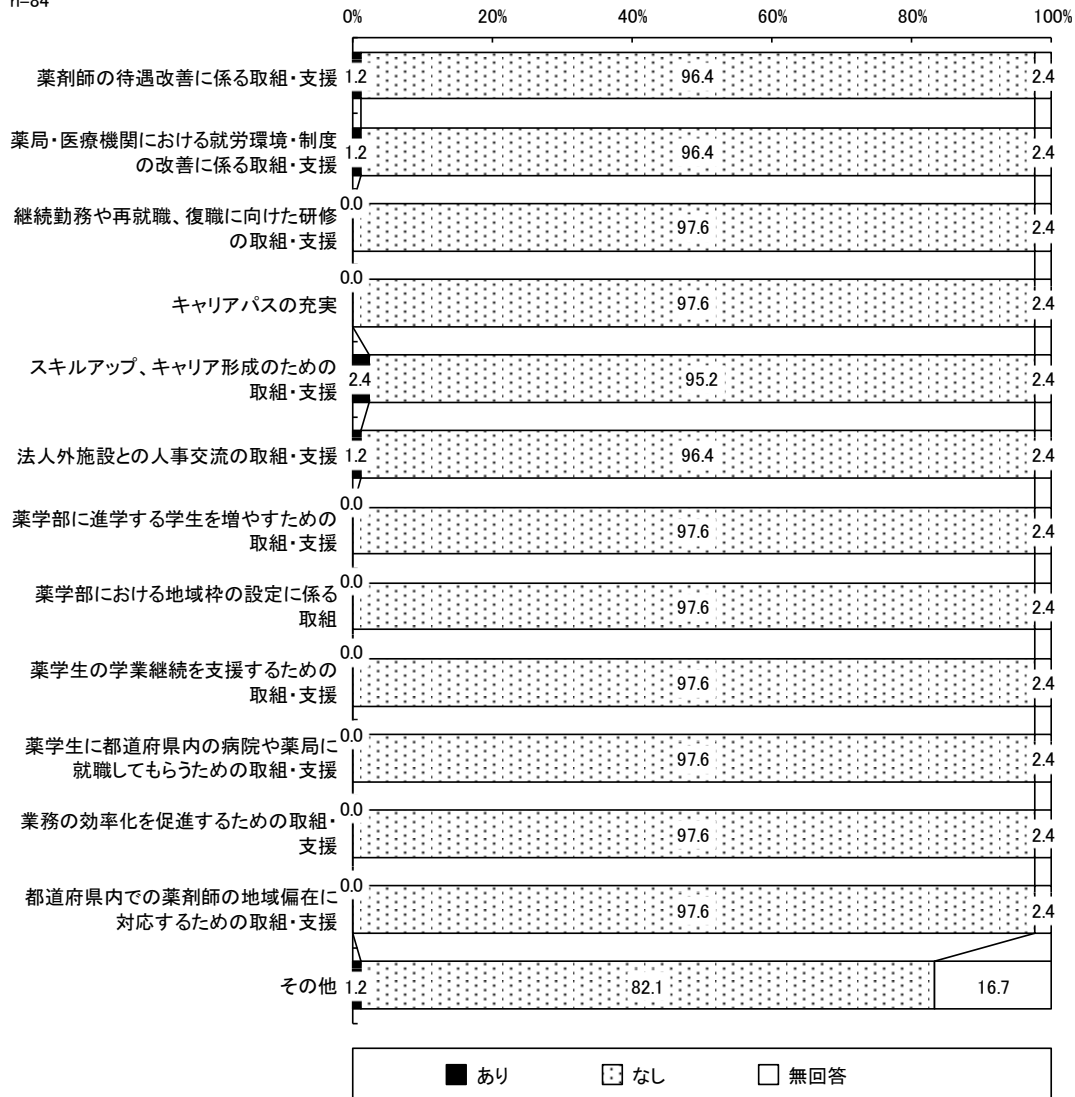 n=84
0% 20% 40% 60% 80% 100%
薬剤師の待遇改善に係る取組・支援 1.2 96.4 2.4
薬局・医療機関における就労環境・制度
の改善に係る取組・支援 1.2 96.4 2.4
継続勤務や再就職、復職に向けた研修
の取組・支援 0.0 97.6 2.4
キャリアパスの充実 0.0 97.6 2.4
スキルアップ、キャリア形成のための
取組・支援 2.4 95.2 2.4
法人外施設との人事交流の取組・支援 1.2 96.4 2.4
薬学部に進学する学生を増やすための
取組・支援 0.0 97.6 2.4
薬学部における地域枠の設定に係る
取組 0.0 97.6 2.4
薬学生の学業継続を支援するための
取組・支援 0.0 97.6 2.4
薬学生に都道府県内の病院や薬局に
就職してもらうための取組・支援 0.0 97.6 2.4
業務の効率化を促進するための取組・
支援 0.0 97.6 2.4
都道府県内での薬剤師の地域偏在に
対応するための取組・支援 0.0 97.6 2.4
その他 1.2 82.1 16.7
あり なし 無回答